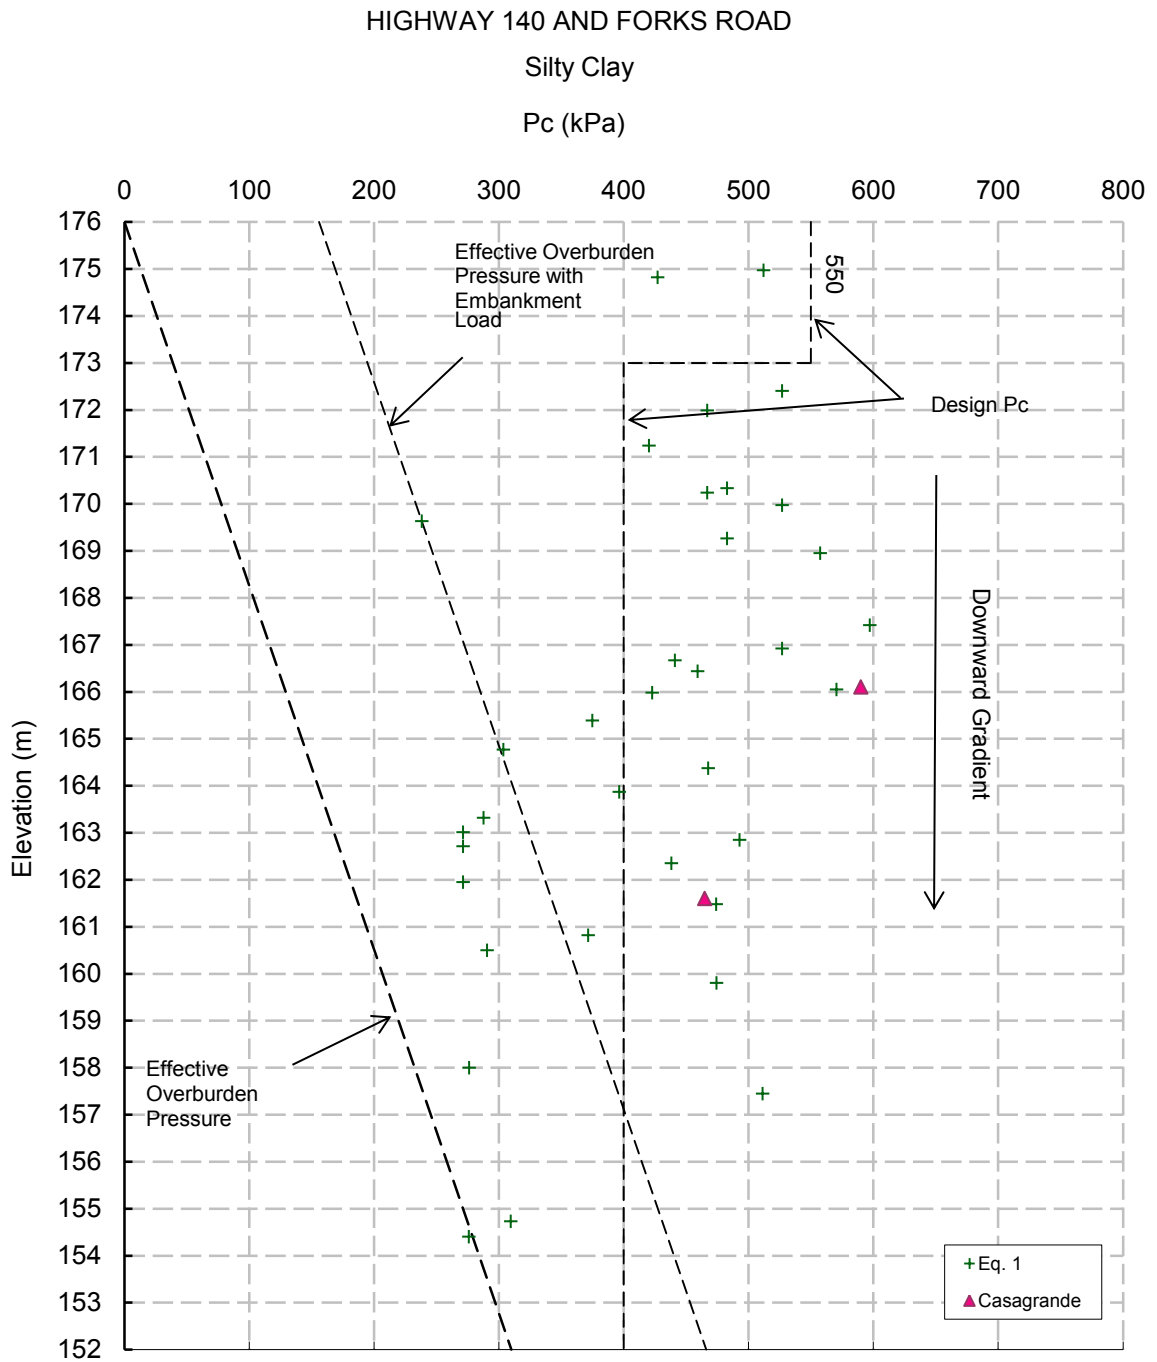 HIGHWAY 140 AND FORKS ROAD
Silty Clay
Pc (kPa)
0 100 200 300 400 500 600 700 800
176
175
174
173
172
171
170
169
168
167
166
165
164
163
162
161
160
159
158
157
156
155
154
153
152
Elevation (m)
Effective Overburden
Pressure with
Embankment
Load
550
Design Pc
Downward Gradient
Effective
Overburden
Pressure
Eq. 1
Casagrande